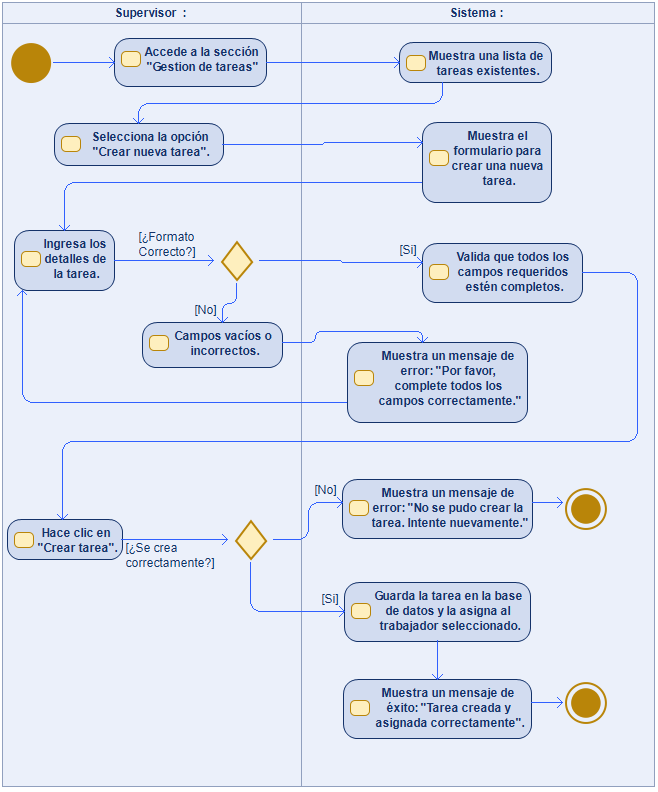 Supervisor :
Sistema :
Accede a la sección
"Gestion de tareas"
Muestra una lista de
tareas existentes.
Selecciona la opción
"Crear nueva tarea".
Muestra el
formulario para
crear una nueva
tarea.
Ingresa los
detalles de
la tarea.
[¿Formato
Correcto?]
[Si]
Valida que todos los
campos requeridos
estén completos.
[No]
Campos vacíos o
incorrectos.
Muestra un mensaje de
error: "Por favor,
complete todos los
campos correctamente."
Hace clic en
"Crear tarea".
[¿Se crea
correctamente?]
[No]
Muestra un mensaje de
error: "No se pudo crear la
tarea. Intente nuevamente."
[Si]
Guarda la tarea en la base
de datos y la asigna al
trabajador seleccionado.
Muestra un mensaje de
éxito: "Tarea creada y
asignada correctamente".